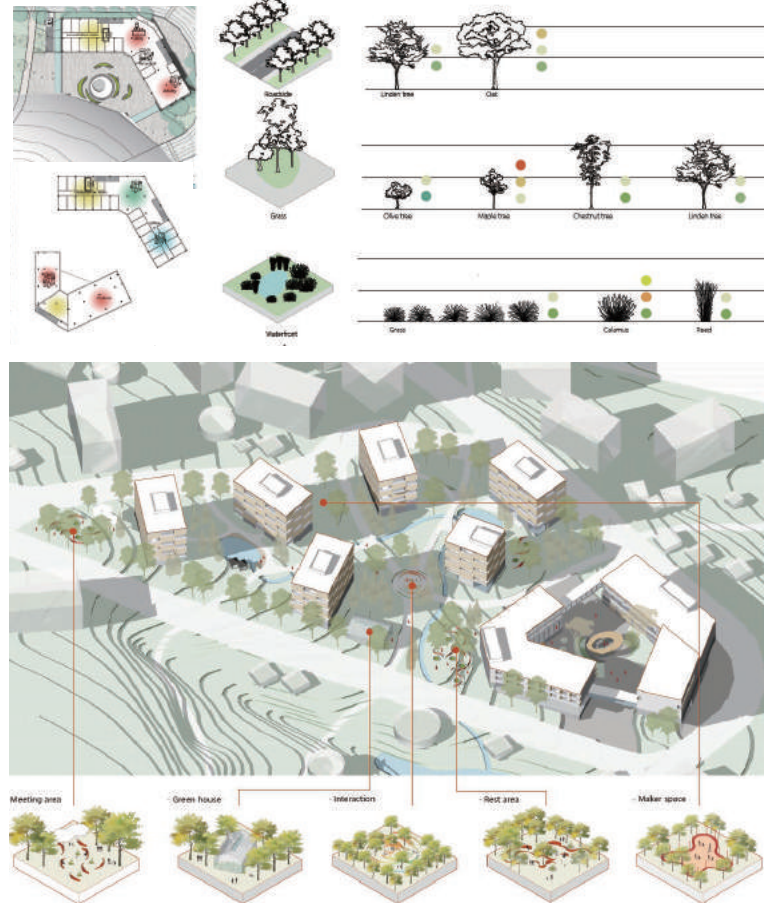 Roadside
Linden tree
Oat
Grass
Olive tree
Maple tree
Chestnut tree
Linden tree
Waterfront
Grass
Calamus
Reed
Meeting area
· Green house
· Interaction
· Rest area
· Maker space